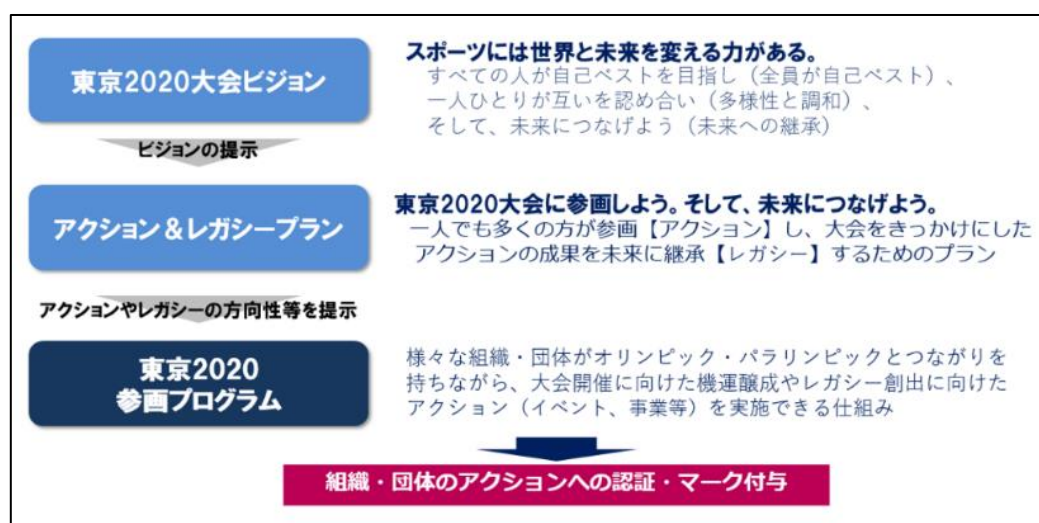 東京2020大会ビジョン
スポーツには世界と未来を変える力がある。
すべての人が自己ベストを目指し（全員が自己ベスト）、
一人ひとりが互いを認め合い（多様性と調和）、
そして、未来につなげよう（未来への継承）
ビジョンの提示
アクション＆レガシープラン
東京2020大会に参画しよう。そして、未来につなげよう。
一人でも多くの方が参画【アクション】し、大会をきっかけにした
アクションの成果を未来に継承【レガシー】するためのプラン
アクションやレガシーの方向性等を提示
東京2020
参画プログラム
様々な組織・団体がオリンピック・パラリンピックとつながりを
持ちながら、大会開催に向けた機運醸成やレガシー創出に向けた
アクション（イベント、事業等）を実施できる仕組み
組織・団体のアクションへの認証・マーク付与